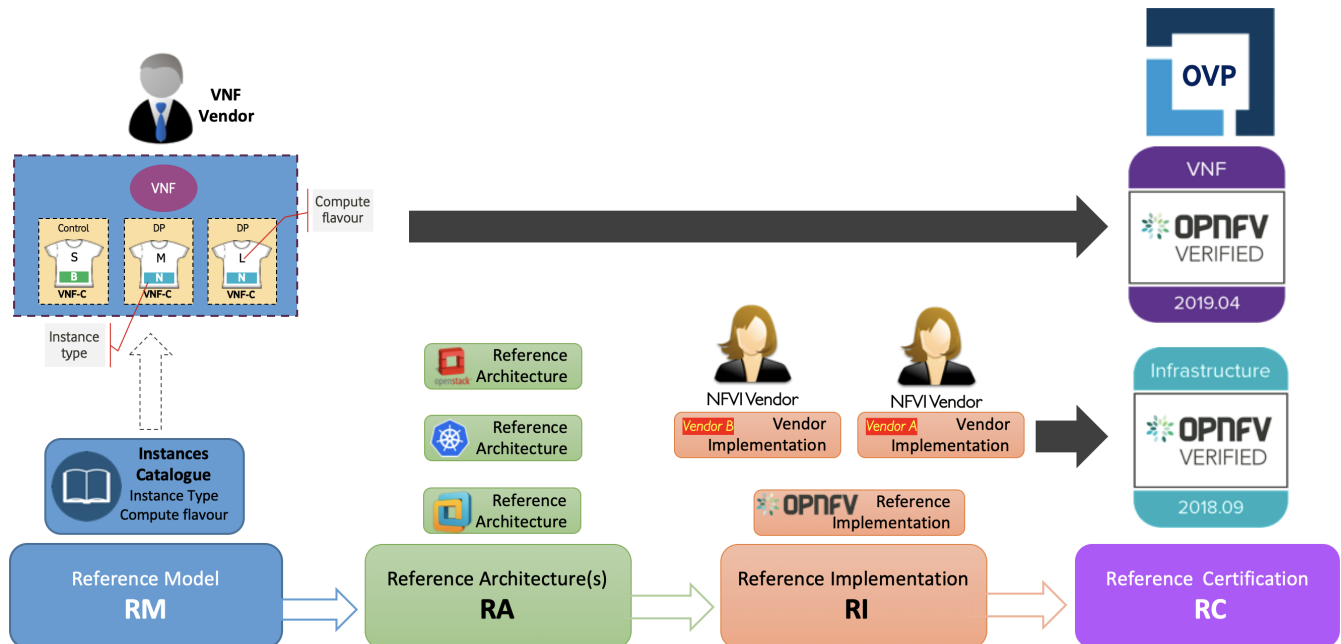 VNF
Vendor
VNF
Control
S
B
VNF-C
DP
M
N
VNF-C
DP
L
N
VNF-C
Compute
flavour
Instance
type
Instances
Catalogue
Instance Type
Compute flavour
openstack
Reference
Architecture
Reference
Architecture
Reference
Architecture
NFVI Vendor
Vendor B Vendor
Implementation
NFVI Vendor
Vendor A Vendor
Implementation
OPNFV Reference
Implementation
OVP
VNF
OPNFV
VERIFIED
2019.04
Infrastructure
OPNFV
VERIFIED
2018.09
Reference Model
RM
Reference Architecture(s)
RA
Reference Implementation
RI
Reference Certification
RC